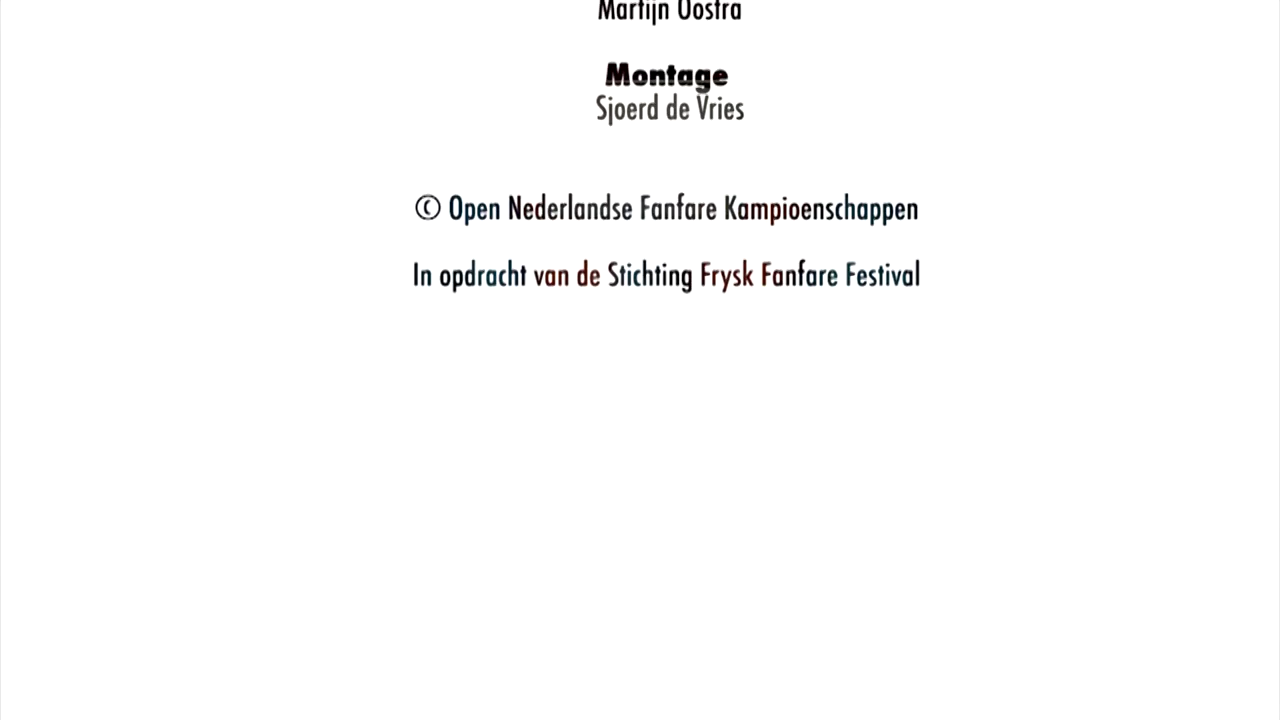 Martijn Oostra
Montage
Sjoerd de Vries
© Open Nederlandse Fanfare Kampioenschappen
In opdracht van de Stichting Frysk Fanfare Festival